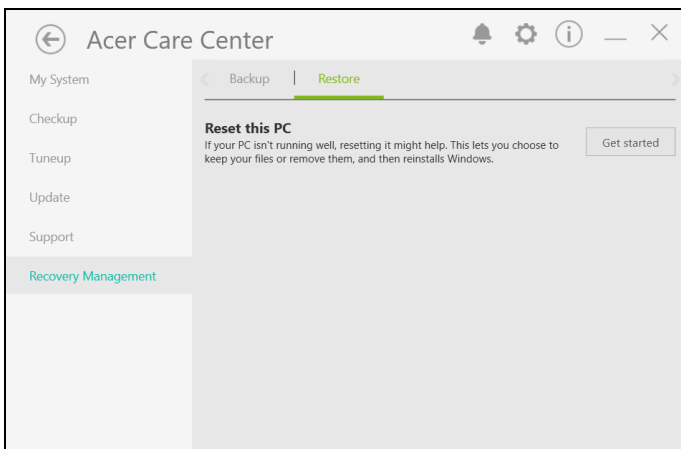 Acer Care Center
My System
Backup | Restore
Checkup
Reset this PC
If your PC isn't running well, resetting it might help. This lets you choose to
keep your files or remove them, and then reinstalls Windows.
Get started
Tuneup
Update
Support
Recovery Management